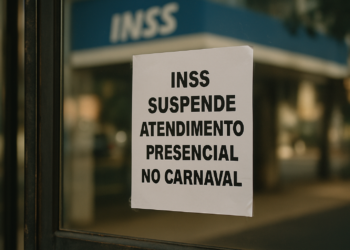 INSS
INSS
SUSPENDE
ATENDIMENTO
PRESENCIAL
NO CARNAVAL